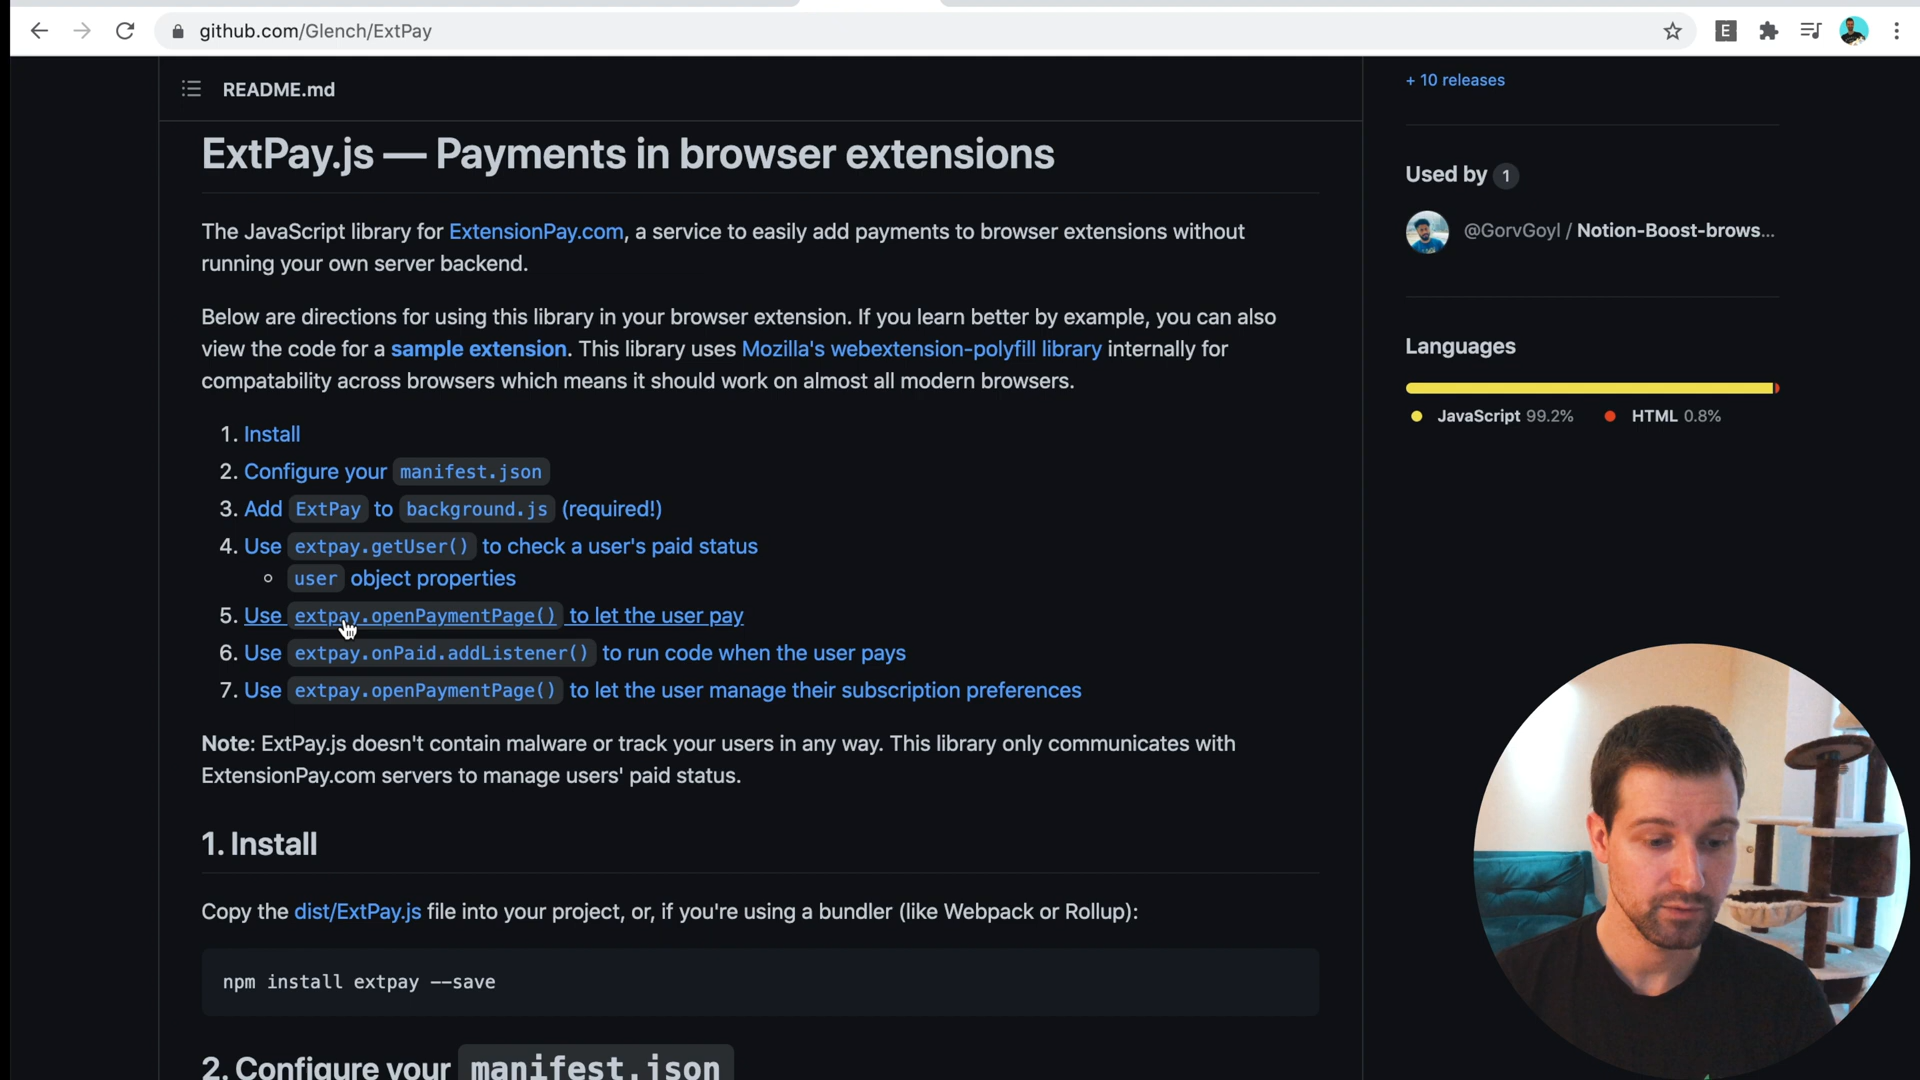 github.com/Glench/ExtPay
E
README.md
+ 10 releases
ExtPay.js — Payments in browser extensions
Used by 1
@GorvGoyl / Notion-Boost-brows...
The JavaScript library for ExtensionPay.com, a service to easily add payments to browser extensions without
running your own server backend.
Below are directions for using this library in your browser extension. If you learn better by example, you can also
view the code for a sample extension. This library uses Mozilla's webextension-polyfill library internally for
compatability across browsers which means it should work on almost all modern browsers.
Languages
JavaScript 99.2% HTML 0.8%
1. Install
2. Configure your manifest.json
3. Add ExtPay to background.js (required!)
4. Use extpay.getUser() to check a user's paid status
user object properties
5. Use extpay.openPaymentPage() to let the user pay
6. Use extpay.onPaid.addListener() to run code when the user pays
7. Use extpay.openPaymentPage() to let the user manage their subscription preferences
Note: ExtPay.js doesn't contain malware or track your users in any way. This library only communicates with
ExtensionPay.com servers to manage users' paid status.
1. Install
Copy the dist/ExtPay.js file into your project, or, if you're using a bundler (like Webpack or Rollup):
npm install extpay --save
2. Configure your manifest.json